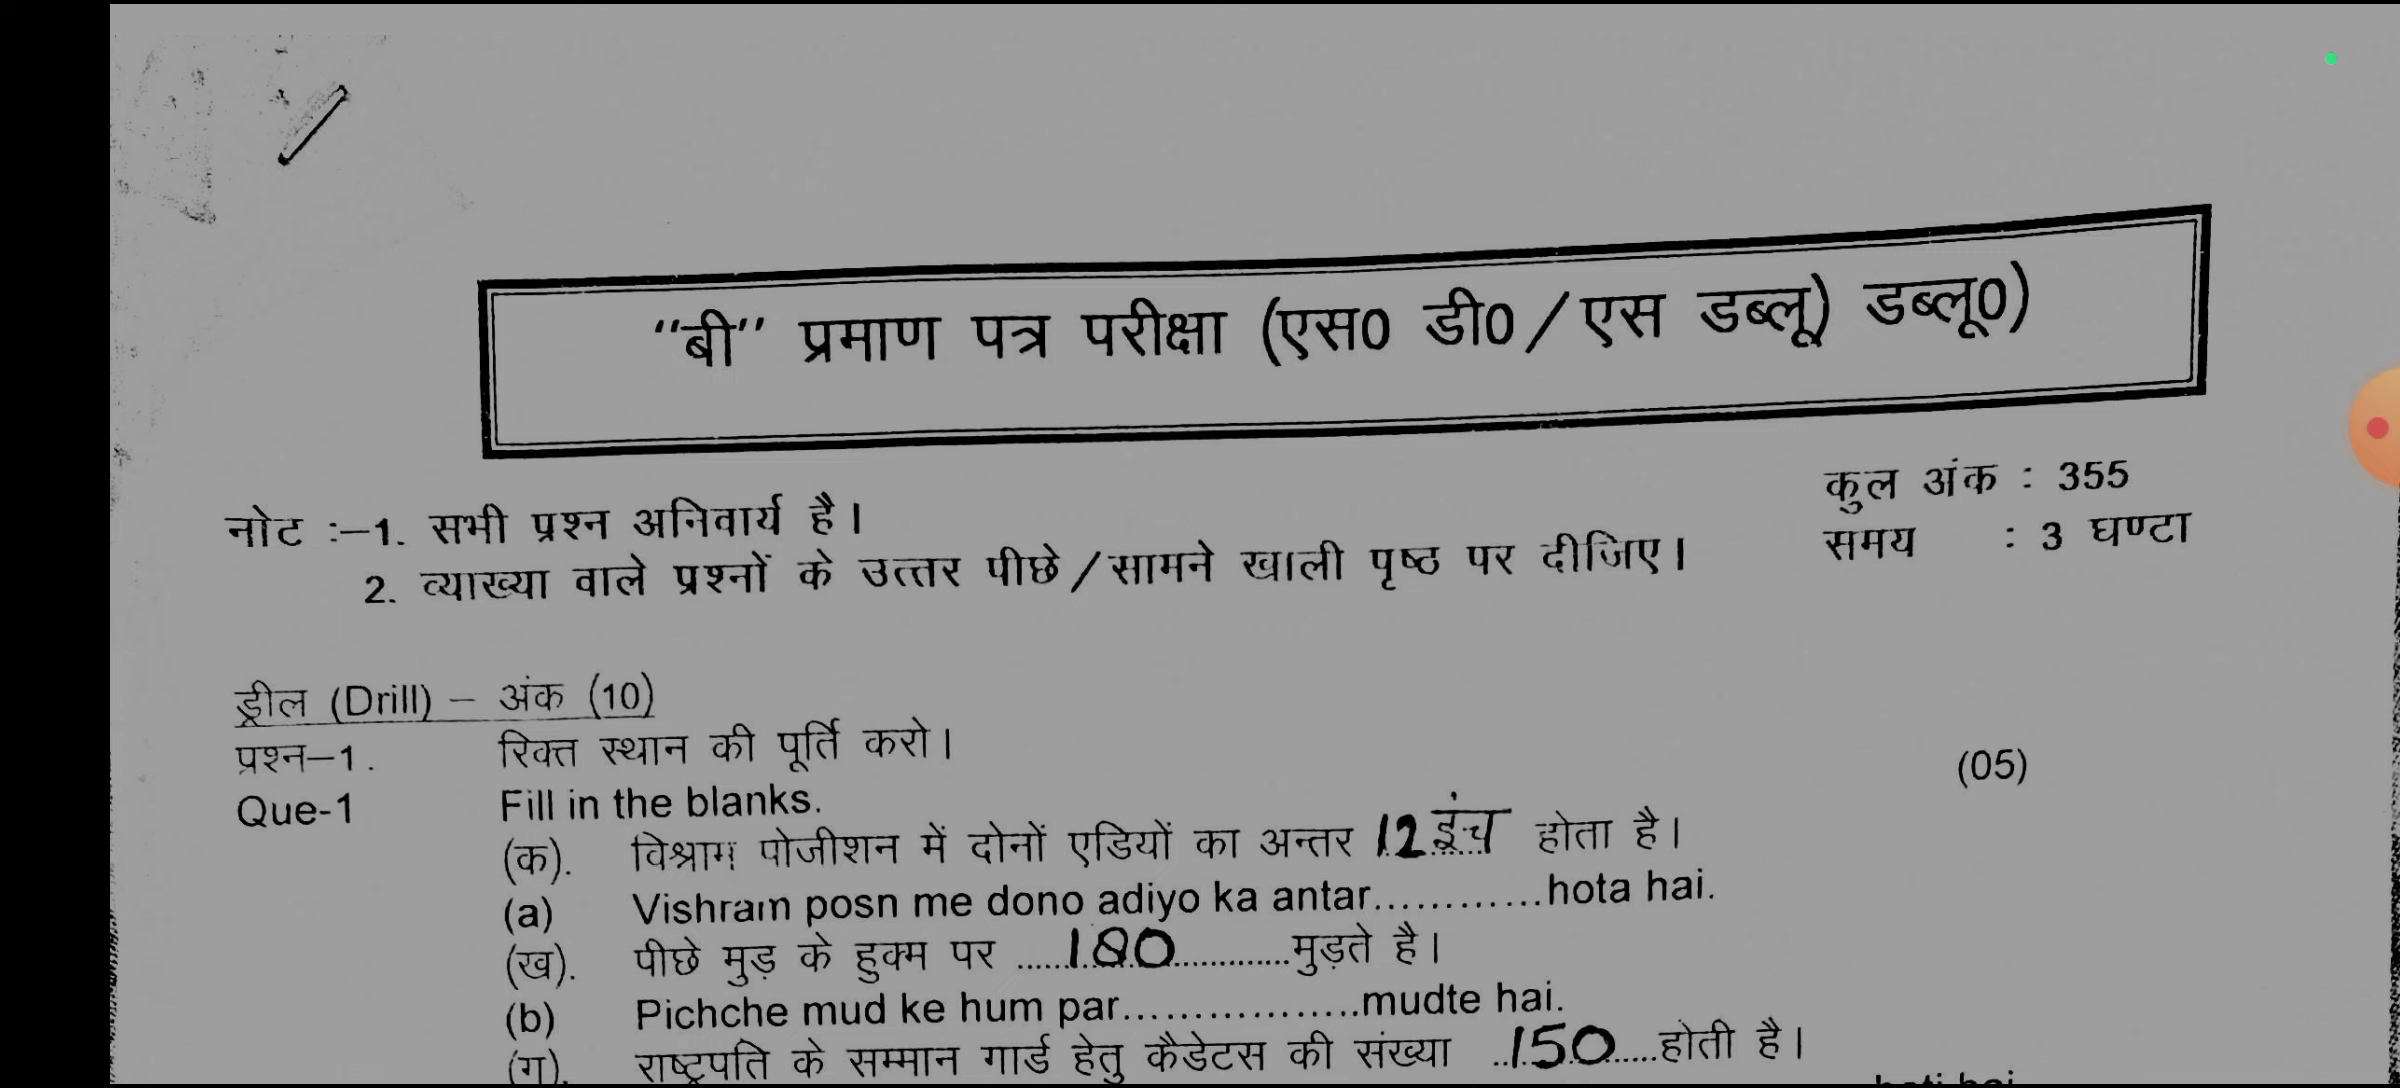 "बी" प्रमाण पत्र परीक्षा (एस0 डी0/एस डब्लू) डब्लू0)
कुल अंक : 355
नोट :–1. सभी प्रश्न अनिवार्य है।
समय : 3 घण्टा
2. व्याख्या वाले प्रश्नों के उत्तर पीछे/सामने खाली पृष्ठ पर दीजिए।
ड्रील (Drill) – अंक (10)
प्रश्न–1. रिक्त स्थान की पूर्ति करो। (05)
Que-1 Fill in the blanks.
(क). विश्राम पोजीशन में दोनों एडियों का अन्तर 12 इंच होता है।
(a) Vishram posn me dono adiyo ka antar............hota hai.
(ख). पीछे मुड़ के हुक्म पर ......180.............मुड़ते है।
(b) Pichche mud ke hum par..................mudte hai.
(ग). राष्ट्रपति के सम्मान गार्ड हेतु कैडेटस की संख्या ..150.....होती है।
hoti hai